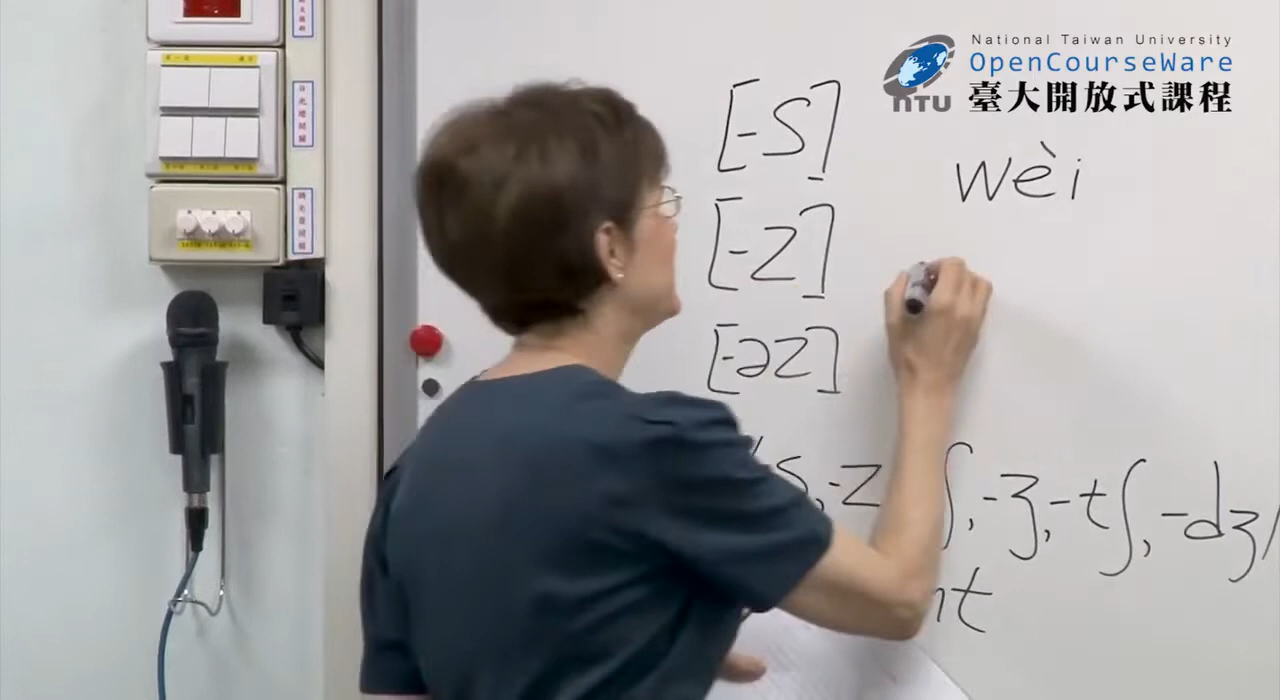 National Taiwan University
OpenCourseWare
NTU 臺大開放式課程
[-S]
wèi
[-Z]
[-əZ]
S, -Z
ʃ, -ʒ, -tʃ, -dʒ/
nt